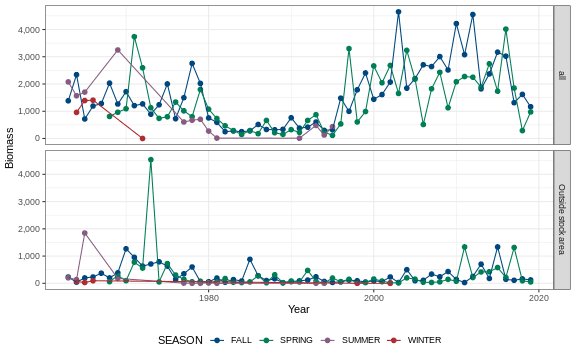 4,000
3,000
2,000
1,000
0
all
Biomass
4,000
3,000
2,000
1,000
0
Outside stock area
1980
2000
2020
Year
SEASON FALL SPRING SUMMER WINTER